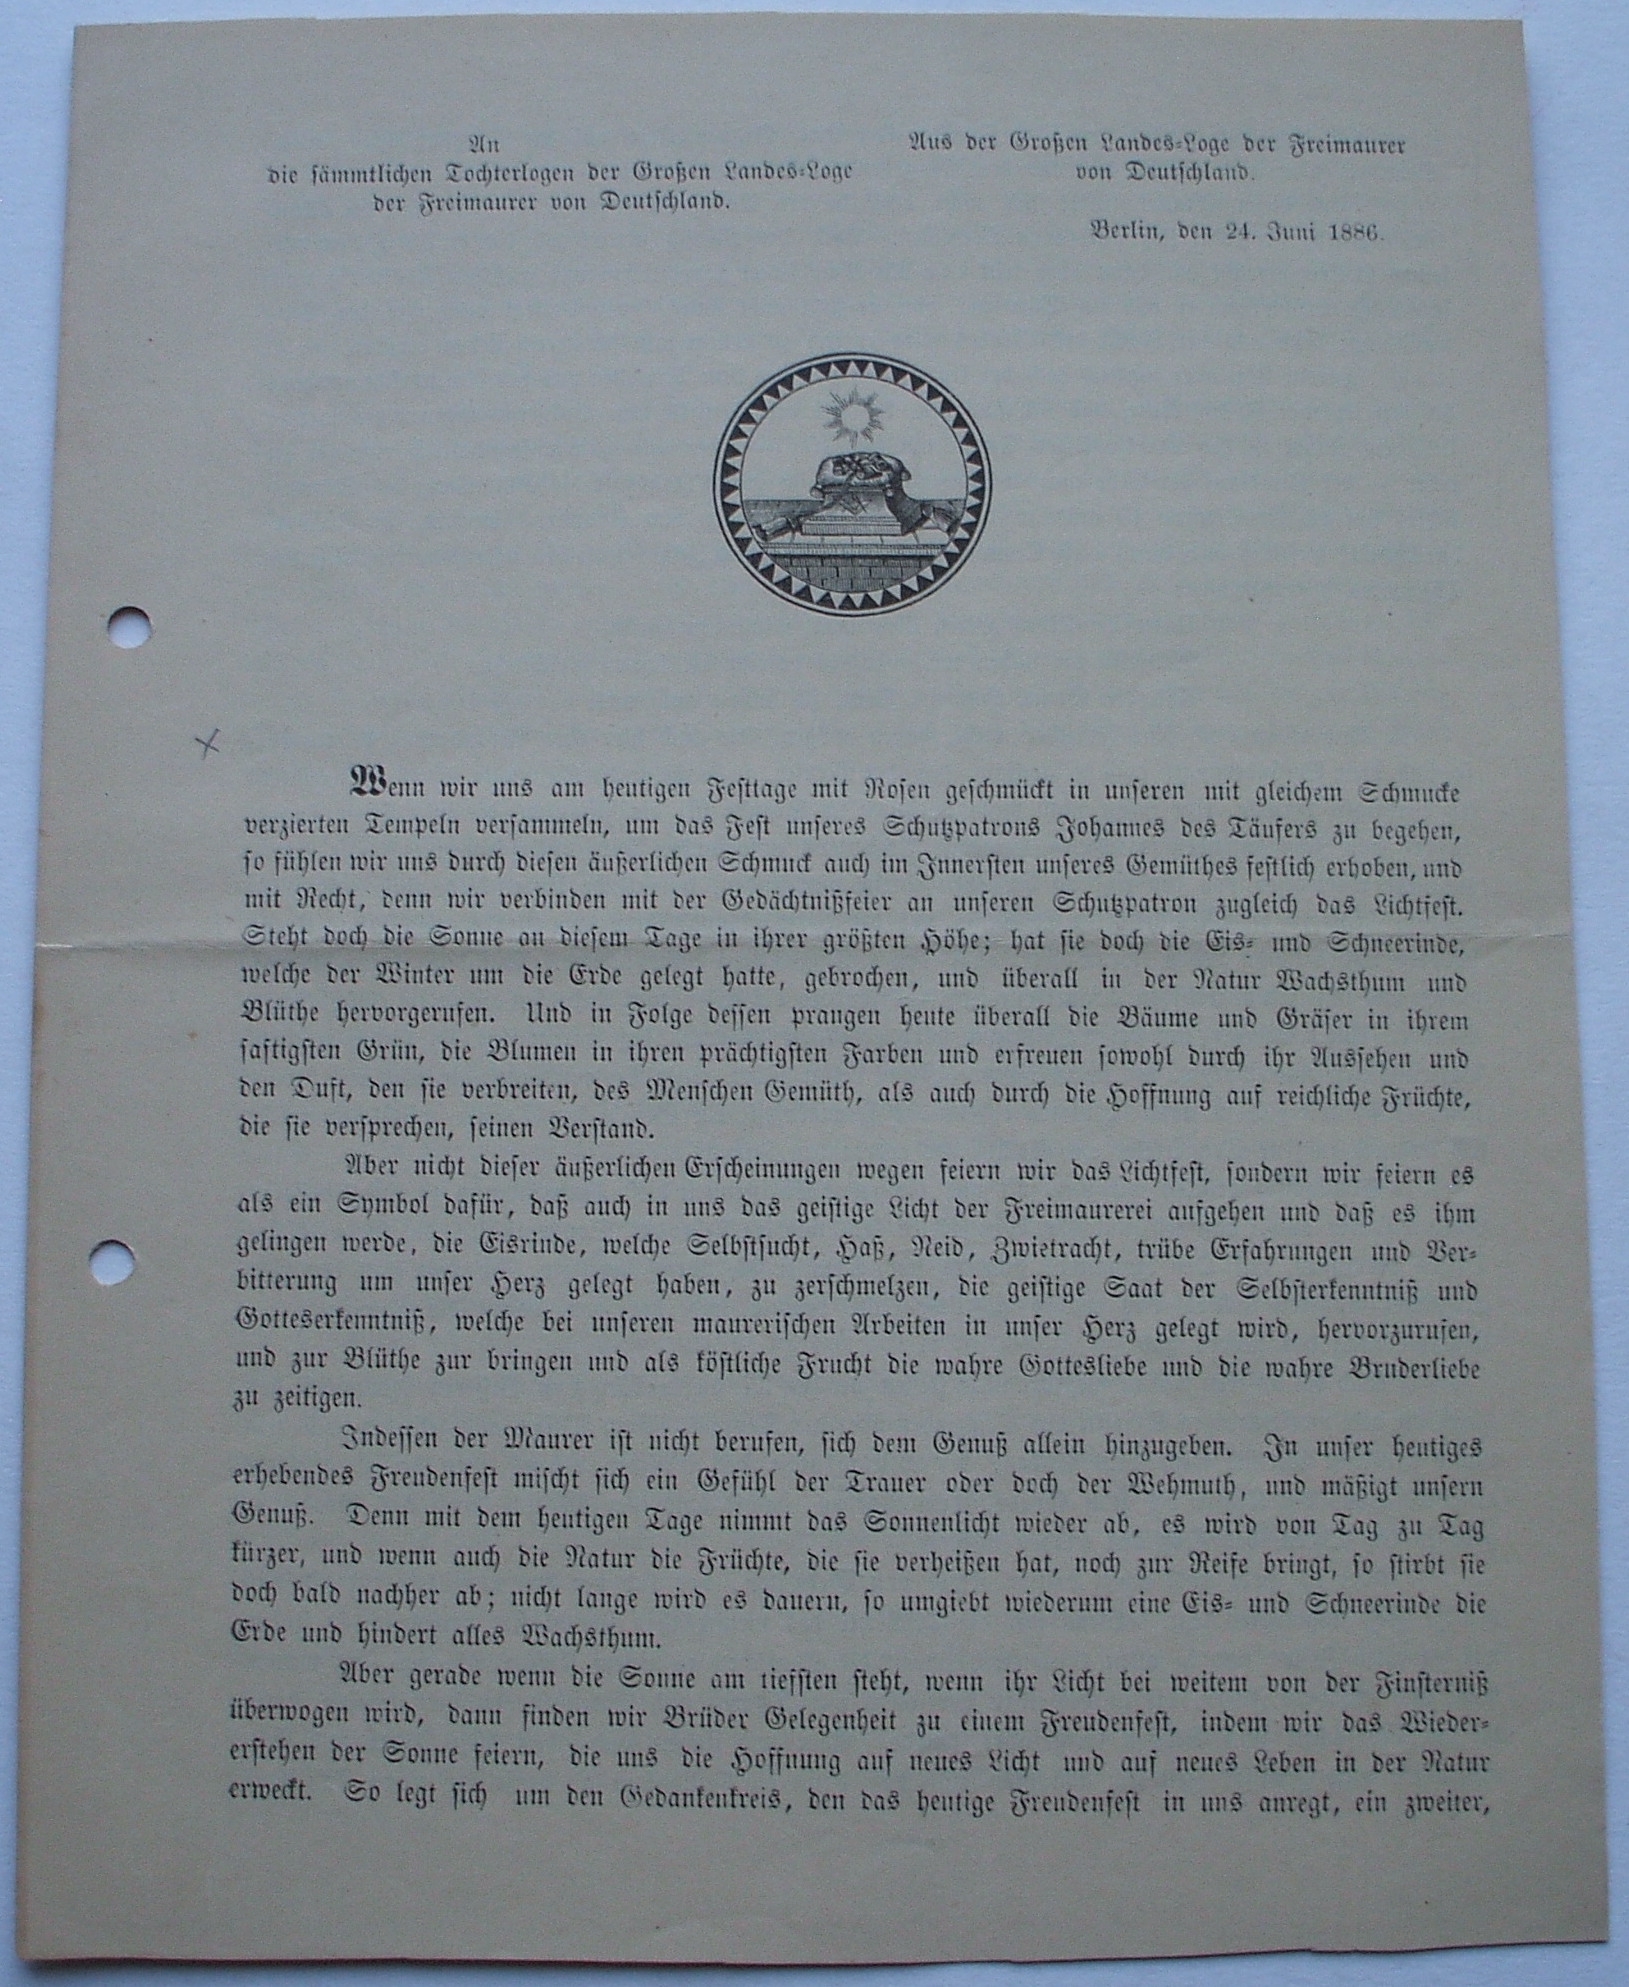 An
die sämmtlichen Tochterlogen der Großen Landes-Loge
der Freimaurer von Deutschland.
Aus der Großen Landes-Loge der Freimaurer
von Deutschland.
Berlin, den 24. Juni 1886.
Wenn wir uns am heutigen Festtage mit Rosen geschmückt in unseren mit gleichem Schmucke
verzierten Tempeln versammeln, um das Fest unseres Schutzpatrons Johannes des Täufers zu begehen,
so fühlen wir uns durch diesen äußerlichen Schmuck auch im Innersten unseres Gemüthes festlich erhoben, und
mit Recht, denn wir verbinden mit der Gedächtnißfeier an unseren Schutzpatron zugleich das Lichtfest.
Steht doch die Sonne an diesem Tage in ihrer größten Höhe; hat sie doch die Eis- und Schneerinde,
welche der Winter um die Erde gelegt hatte, gebrochen, und überall in der Natur Wachsthum und
Blüthe hervorgerufen. Und in Folge dessen prangen heute überall die Bäume und Gräser in ihrem
saftigsten Grün, die Blumen in ihren prächtigsten Farben und erfreuen sowohl durch ihr Aussehen und
den Duft, den sie verbreiten, des Menschen Gemüth, als auch durch die Hoffnung auf reichliche Früchte,
die sie versprechen, seinen Verstand.
Aber nicht dieser äußerlichen Erscheinungen wegen feiern wir das Lichtfest, sondern wir feiern es
als ein Symbol dafür, daß auch in uns das geistige Licht der Freimaurerei aufgehen und daß es ihm
gelingen werde, die Eisrinde, welche Selbstsucht, Haß, Neid, Zwietracht, trübe Erfahrungen und Ver-
bitterung um unser Herz gelegt haben, zu zerschmelzen, die geistige Saat der Selbsterkenntniß und
Gotteserkenntniß, welche bei unseren maurerischen Arbeiten in unser Herz gelegt wird, hervorzurufen,
und zur Blüthe zur bringen und als köstliche Frucht die wahre Gottesliebe und die wahre Bruderliebe
zu zeitigen.
Indessen der Maurer ist nicht berufen, sich dem Genuß allein hinzugeben. In unser heutiges
erhebendes Freudenfest mischt sich ein Gefühl der Trauer oder doch der Wehmuth, und mäßigt unsern
Genuß. Denn mit dem heutigen Tage nimmt das Sonnenlicht wieder ab, es wird von Tag zu Tag
kürzer, und wenn auch die Natur die Früchte, die sie verheißen hat, noch zur Reife bringt, so stirbt sie
doch bald nachher ab; nicht lange wird es dauern, so umgiebt wiederum eine Eis- und Schneerinde die
Erde und hindert alles Wachsthum.
Aber gerade wenn die Sonne am tiefsten steht, wenn ihr Licht bei weitem von der Finsterniß
überwogen wird, dann finden wir Brüder Gelegenheit zu einem Freudenfest, indem wir das Wieder-
erstehen der Sonne feiern, die uns die Hoffnung auf neues Licht und auf neues Leben in der Natur
erweckt. So legt sich um den Gedankenkreis, den das heutige Freudenfest in uns anregt, ein zweiter,